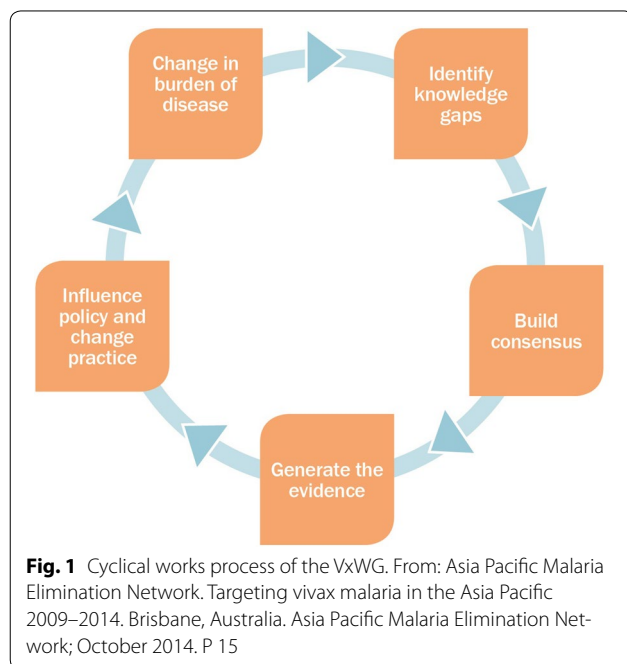 Change in
burden of
disease
Identify
knowledge
gaps
Build
consensus
Generate the
evidence
Influence
policy and
change
practice
Fig. 1 Cyclical works process of the VxWG. From: Asia Pacific Malaria
Elimination Network. Targeting vivax malaria in the Asia Pacific
2009–2014. Brisbane, Australia. Asia Pacific Malaria Elimination Net-
work; October 2014. P 15